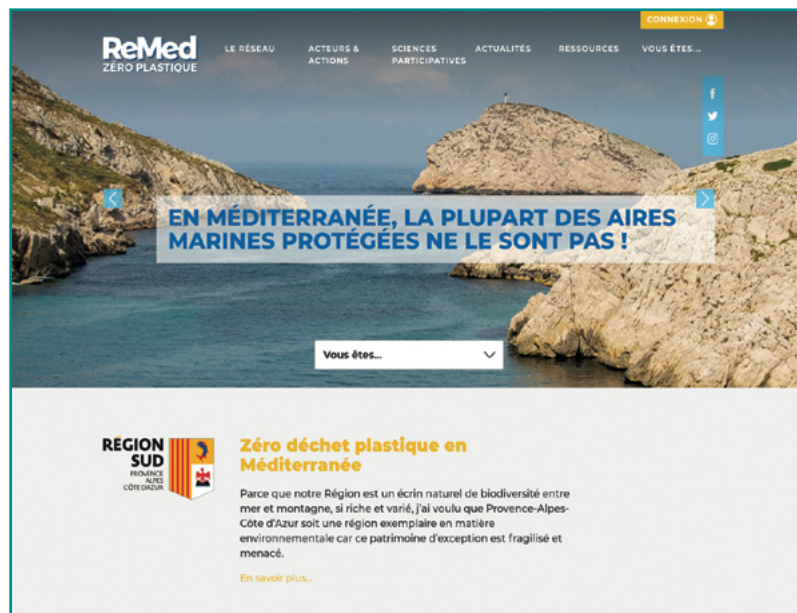 CONNEXION
ReMed
ZÉRO PLASTIQUE
LE RÉSEAU
ACTEURS &
ACTIONS
SCIENCES
PARTICIPATIVES
ACTUALITÉS
RESSOURCES
VOUS ÊTES...
EN MÉDITERRANÉE, LA PLUPART DES AIRES
MARINES PROTÉGÉES NE LE SONT PAS !
Vous êtes...
RÉGION
SUD
PROVENCE
ALPES
CÔTE D'AZUR
Zéro déchet plastique en
Méditerranée
Parce que notre Région est un écrin naturel de biodiversité entre
mer et montagne, si riche et varié, j'ai voulu que Provence-Alpes-
Côte d'Azur soit une région exemplaire en matière
environnementale car ce patrimoine d'exception est fragilisé et
menacé.
En savoir plus...